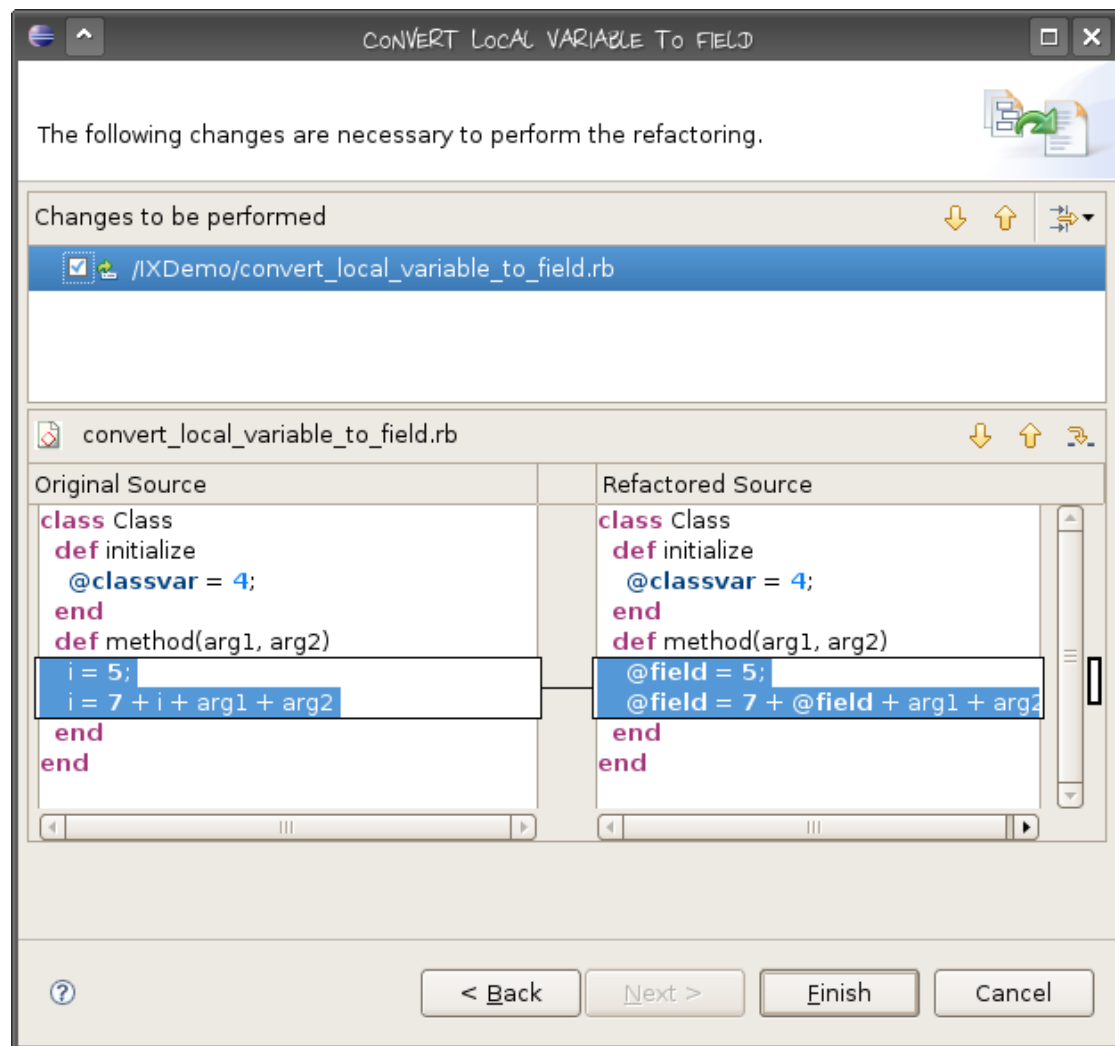 Convert Local Variable To Field
The following changes are necessary to perform the refactoring.
Changes to be performed
/IXDemo/convert_local_variable_to_field.rb
convert_local_variable_to_field.rb
Original Source
class Class
def initialize
@classvar = 4;
end
def method(arg1, arg2)
i = 5;
i = 7 + i + arg1 + arg2
end
end
Refactored Source
class Class
def initialize
@classvar = 4;
end
def method(arg1, arg2)
@field = 5;
@field = 7 + @field + arg1 + arg2
end
end
< Back
Next >
Finish
Cancel